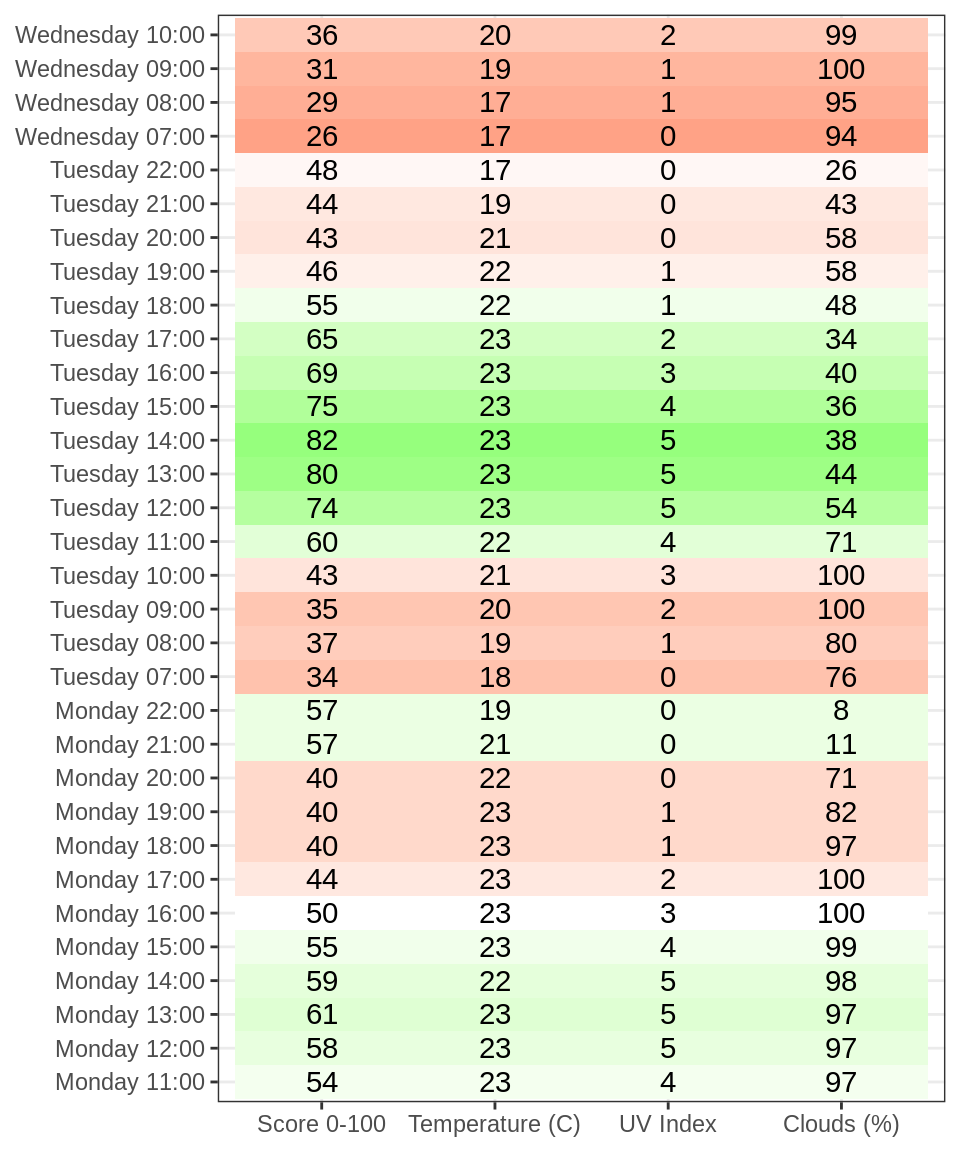 Wednesday 10:00 36 20 2 99
Wednesday 09:00 31 19 1 100
Wednesday 08:00 29 17 1 95
Wednesday 07:00 26 17 0 94
Tuesday 22:00 48 17 0 26
Tuesday 21:00 44 19 0 43
Tuesday 20:00 43 21 0 58
Tuesday 19:00 46 22 1 58
Tuesday 18:00 55 22 1 48
Tuesday 17:00 65 23 2 34
Tuesday 16:00 69 23 3 40
Tuesday 15:00 75 23 4 36
Tuesday 14:00 82 23 5 38
Tuesday 13:00 80 23 5 44
Tuesday 12:00 74 23 5 54
Tuesday 11:00 60 22 4 71
Tuesday 10:00 43 21 3 100
Tuesday 09:00 35 20 2 100
Tuesday 08:00 37 19 1 80
Tuesday 07:00 34 18 0 76
Monday 22:00 57 19 0 8
Monday 21:00 57 21 0 11
Monday 20:00 40 22 0 71
Monday 19:00 40 23 1 82
Monday 18:00 40 23 1 97
Monday 17:00 44 23 2 100
Monday 16:00 50 23 3 100
Monday 15:00 55 23 4 99
Monday 14:00 59 22 5 98
Monday 13:00 61 23 5 97
Monday 12:00 58 23 5 97
Monday 11:00 54 23 4 97
Score 0-100 Temperature (C) UV Index Clouds (%)